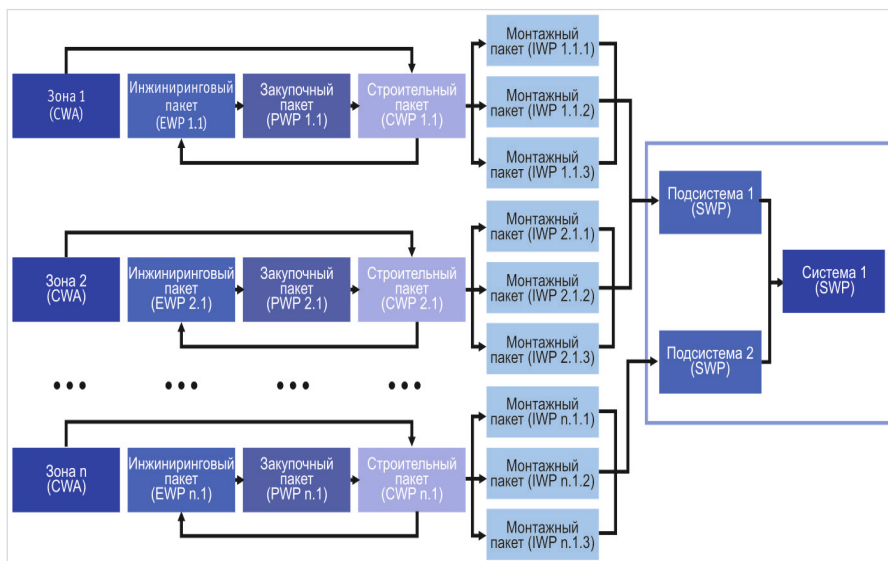 Зона 1
(CWA)
Инжиниринговый
пакет
(EWP 1.1)
Закупочный
пакет
(PWP 1.1)
Строительный
пакет
(CWP 1.1)
Монтажный
пакет (IWP 1.1.1)
Монтажный
пакет (IWP 1.1.2)
Монтажный
пакет (IWP 1.1.3)
Зона 2
(CWA)
Инжиниринговый
пакет
(EWP 2.1)
Закупочный
пакет
(PWP 2.1)
Строительный
пакет
(CWP 2.1)
Монтажный
пакет (IWP 2.1.1)
Монтажный
пакет (IWP 2.1.2)
Монтажный
пакет (IWP 2.1.3)
Зона n
(CWA)
Инжиниринговый
пакет
(EWP n.1)
Закупочный
пакет
(PWP n.1)
Строительный
пакет
(CWP n.1)
Монтажный
пакет (IWP n.1.1)
Монтажный
пакет (IWP n.1.2)
Монтажный
пакет (IWP n.1.3)
Подсистема 1
(SWP)
Подсистема 2
(SWP)
Система 1
(SWP)